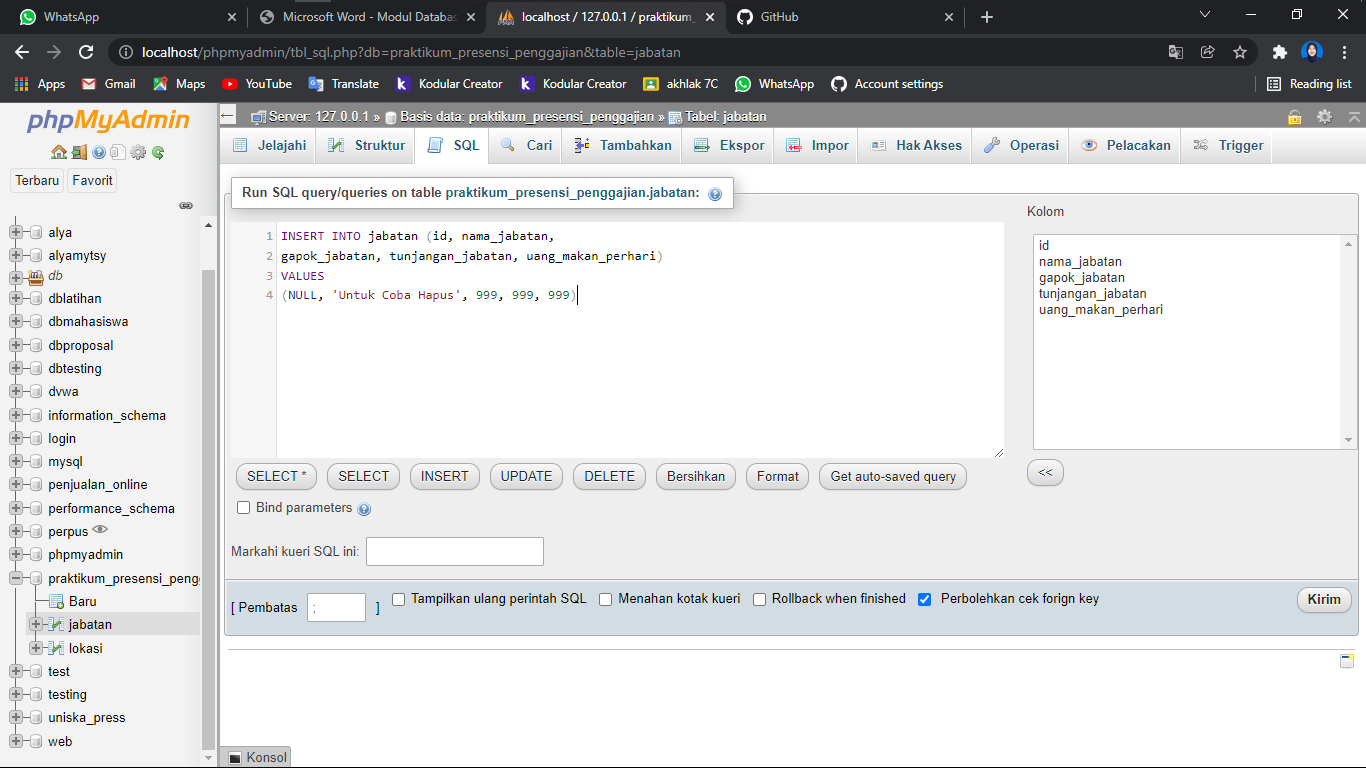 WhatsApp
Microsoft Word - Modul Databas
localhost / 127.0.0.1 / praktikum_
GitHub
localhost/phpmyadmin/tbl_sql.php?db=praktikum_presensi_penggajian&table=jabatan
Apps
Gmail
Maps
YouTube
Translate
Kodular Creator
Kodular Creator
akhlak 7C
WhatsApp
Account settings
Reading list
phpMyAdmin
Terbaru
Favorit
alya
alyamytsy
db
dblatihan
dbmahasiswa
dbproposal
dbtesting
dvwa
information_schema
login
mysql
penjualan_online
performance_schema
perpus
phpmyadmin
praktikum_presensi_pengg
Baru
jabatan
lokasi
test
testing
uniska_press
web
Server: 127.0.0.1 » Basis data: praktikum_presensi_penggajian » Tabel: jabatan
Jelajahi
Struktur
SQL
Cari
Tambahkan
Ekspor
Impor
Hak Akses
Operasi
Pelacakan
Trigger
Run SQL query/queries on table praktikum_presensi_penggajian.jabatan:
1 INSERT INTO jabatan (id, nama_jabatan,
2 gapok_jabatan, tunjangan_jabatan, uang_makan_perhari)
3 VALUES
4 (NULL, 'Untuk Coba Hapus', 999, 999, 999)
Kolom
id
nama_jabatan
gapok_jabatan
tunjangan_jabatan
uang_makan_perhari
<<
SELECT *
SELECT
INSERT
UPDATE
DELETE
Bersihkan
Format
Get auto-saved query
Bind parameters
Markahi kueri SQL ini:
[ Pembatas ; ]
Tampilkan ulang perintah SQL
Menahan kotak kueri
Rollback when finished
Perbolehkan cek forign key
Kirim
Konsol